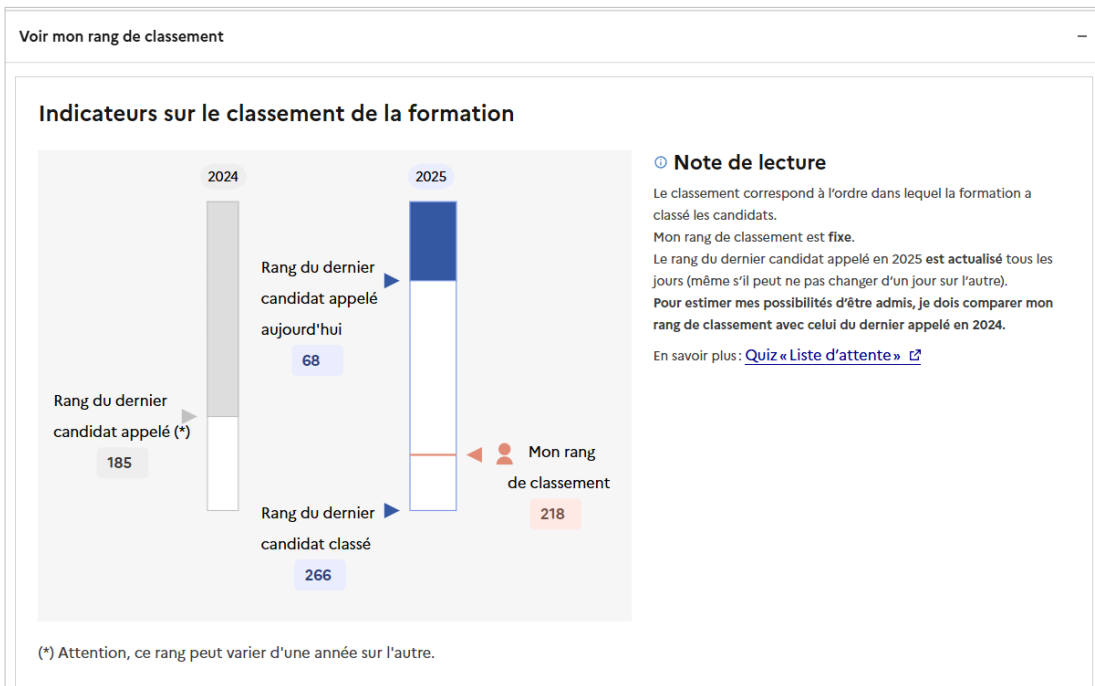 Voir mon rang de classement
–
Indicateurs sur le classement de la formation
2024
2025
Rang du dernier
candidat appelé
aujourd'hui
68
Rang du dernier
candidat appelé (*)
185
Mon rang
de classement
218
Rang du dernier
candidat classé
266
(*) Attention, ce rang peut varier d'une année sur l'autre.
Note de lecture
Le classement correspond à l'ordre dans lequel la formation a
classé les candidats.
Mon rang de classement est fixe.
Le rang du dernier candidat appelé en 2025 est actualisé tous les
jours (même s'il peut ne pas changer d'un jour sur l'autre).
Pour estimer mes possibilités d'être admis, je dois comparer mon
rang de classement avec celui du dernier appelé en 2024.
En savoir plus : Quiz « Liste d'attente »